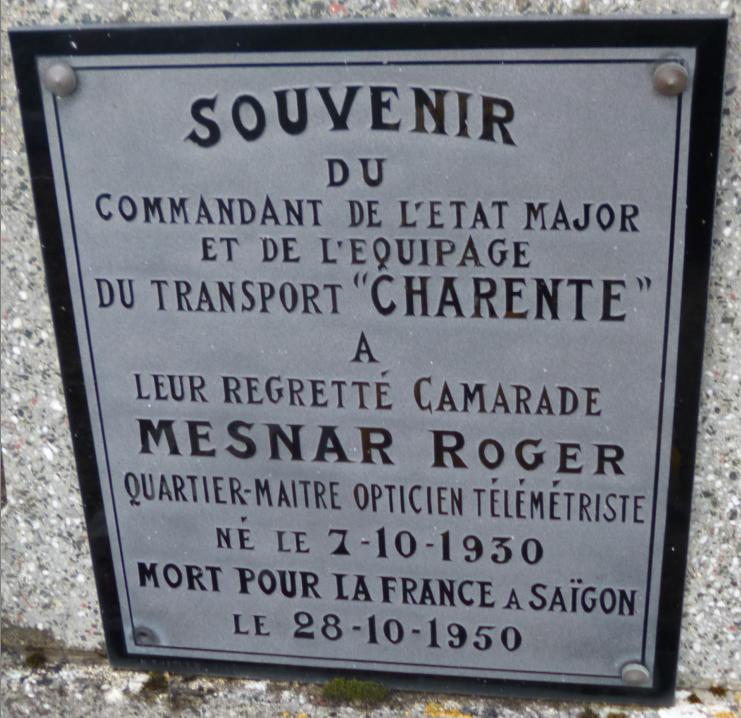 SOUVENIR
DU
COMMANDANT DE L'ETAT MAJOR
ET DE L'EQUIPAGE
DU TRANSPORT "CHARENTE"
A
LEUR REGRETTÉ CAMARADE
MESNAR ROGER
QUARTIER-MAITRE OPTICIEN TÉLÉMÉTRISTE
NÉ LE 7-10-1930
MORT POUR LA FRANCE A SAÏGON
LE 28-10-1950